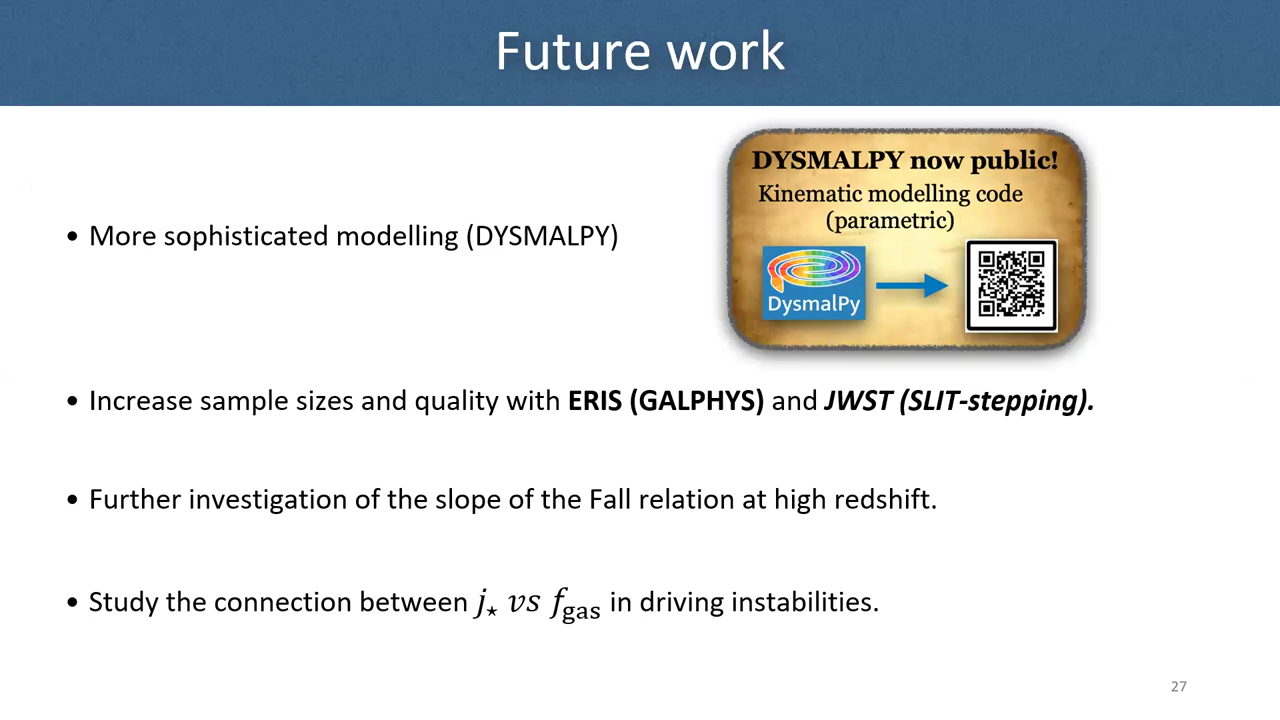 Future work
DYSMALPY now public!
Kinematic modelling code
(parametric)
DysmalPy
• More sophisticated modelling (DYSMALPY)
• Increase sample sizes and quality with ERIS (GALPHYS) and JWST (SLIT-stepping).
• Further investigation of the slope of the Fall relation at high redshift.
• Study the connection between j⋆ vs f_gas in driving instabilities.
27